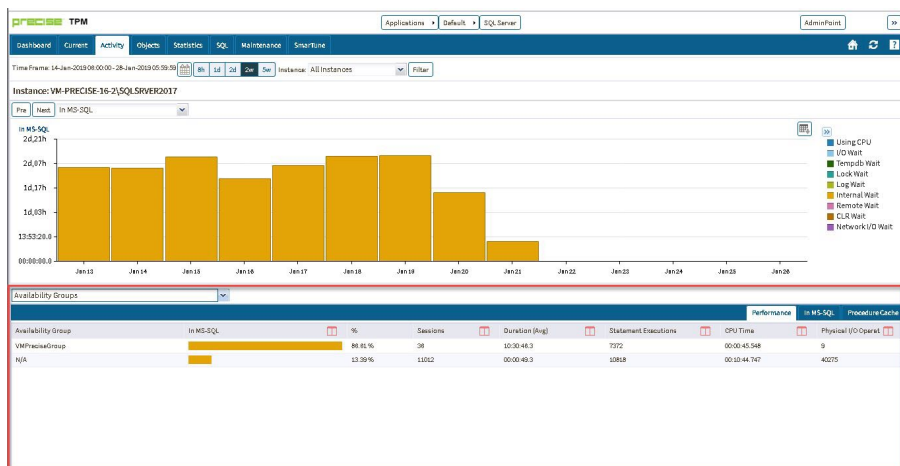 precise TPM
Applications ▸ Default ▸ SQL Server
AdminPoint
»
Dashboard Current Activity Objects Statistics SQL Maintenance SmarTune
?
Time Frame: 14-Jan-2019 06:00:00 - 28-Jan-2019 05:59:59 8h 1d 2d 2w 5w Instance: All Instances Filter
Instance: VM-PRECISE-16-2\SQLSRVER2017
Pre Next In MS-SQL
In MS-SQL
2d,21h
2d,07h
1d,17h
1d,03h
13:53:20.0
00:00:00.0
Jan 13 Jan 14 Jan 15 Jan 16 Jan 17 Jan 18 Jan 19 Jan 20 Jan 21 Jan 22 Jan 23 Jan 24 Jan 25 Jan 26
»
Using CPU
I/O Wait
Tempdb Wait
Lock Wait
Log Wait
Internal Wait
Remote Wait
CLR Wait
Network I/O Wait
Availability Groups
Performance In MS-SQL Procedure Cache
Availability Group In MS-SQL % Sessions Duration (Avg) Statement Executions CPU Time Physical I/O Operat
VMPreciseGroup 86.61 % 36 10:30:46.3 7372 00:00:45.548 9
N/A 13.39 % 11012 00:00:49.3 10818 00:10:44.747 40275